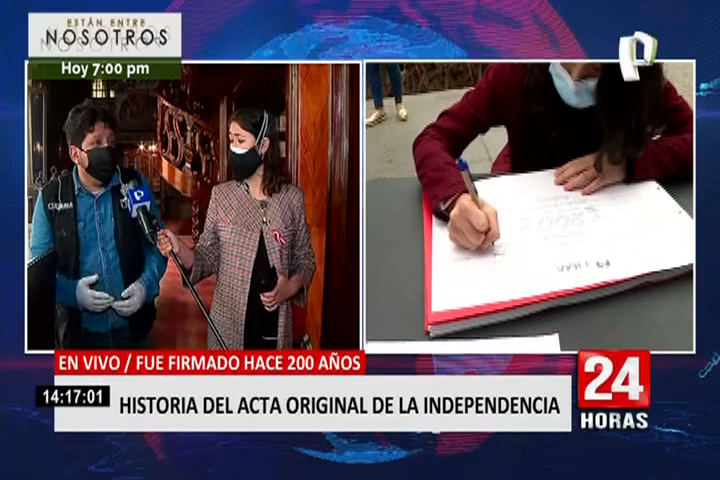 ESTÁN ENTRE
NOSOTROS
Hoy 7:00 pm
EN VIVO / FUE FIRMADO HACE 200 AÑOS
14:17:01
HISTORIA DEL ACTA ORIGINAL DE LA INDEPENDENCIA
24
HORAS